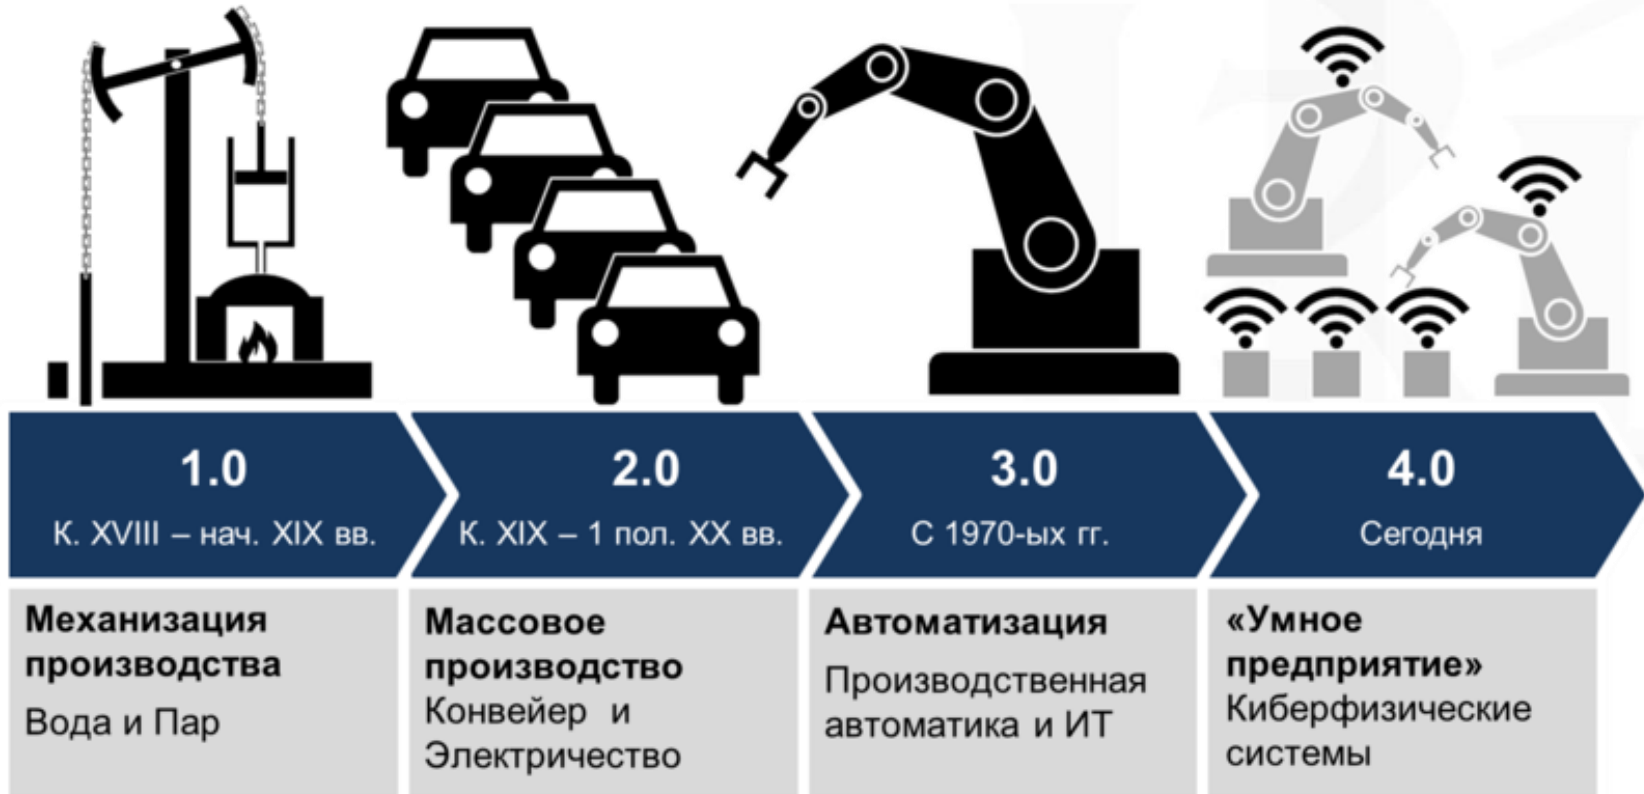 1.0
К. XVIII – нач. XIX вв.
2.0
К. XIX – 1 пол. XX вв.
3.0
С 1970-ых гг.
4.0
Сегодня
Механизация
производства
Вода и Пар
Массовое
производство
Конвейер и
Электричество
Автоматизация
Производственная
автоматика и ИТ
«Умное
предприятие»
Киберфизические
системы